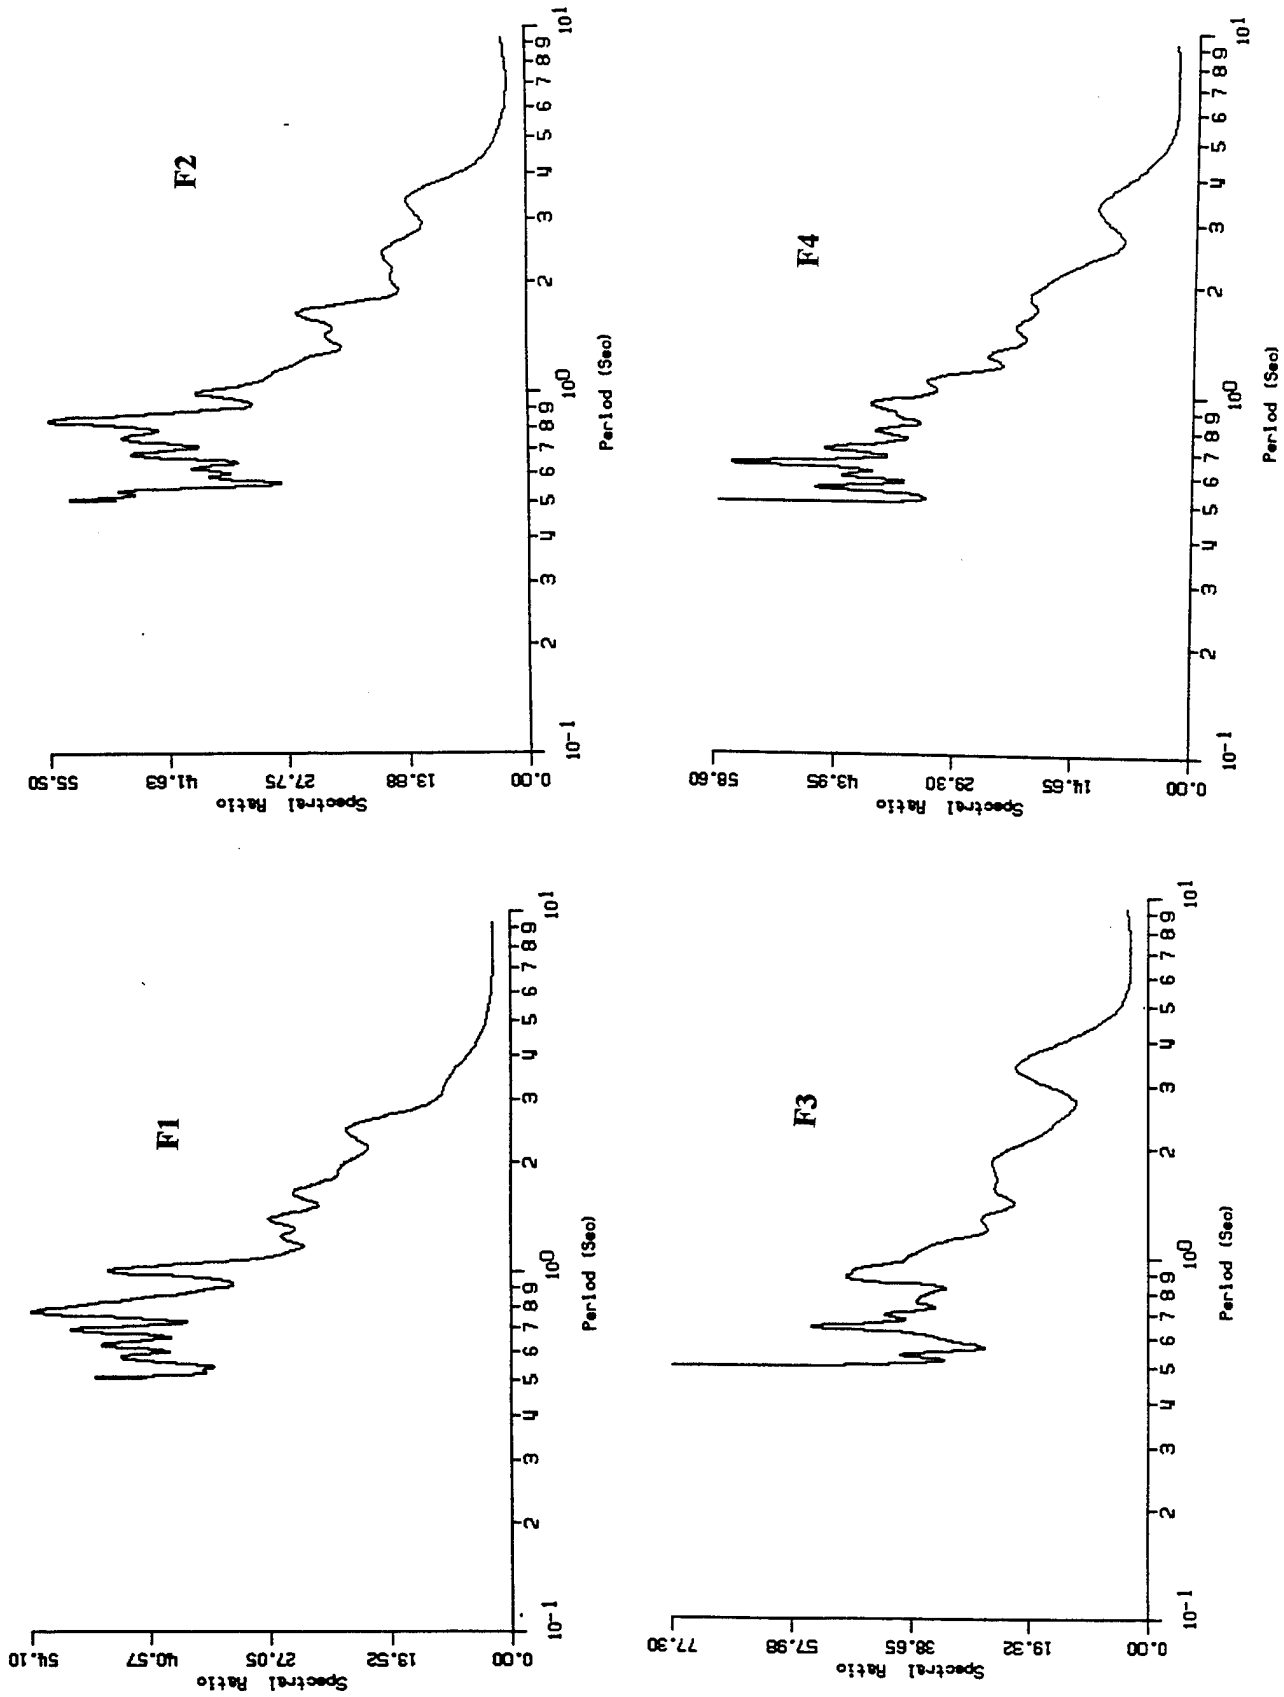 F1
Spectral Ratio
54.10
40.57
27.05
13.52
0.00
10-1 2 3 4 5 6 7 8 9 100 2 3 4 5 6 7 8 9 101
Period (Sec)
F2
Spectral Ratio
55.50
41.63
27.75
13.88
0.00
10-1 2 3 4 5 6 7 8 9 100 2 3 4 5 6 7 8 9 101
Period (Sec)
F3
Spectral Ratio
77.30
57.98
38.65
19.32
0.00
10-1 2 3 4 5 6 7 8 9 100 2 3 4 5 6 7 8 9 101
Period (Sec)
F4
Spectral Ratio
58.60
43.95
29.30
14.65
0.00
10-1 2 3 4 5 6 7 8 9 100 2 3 4 5 6 7 8 9 101
Period (Sec)